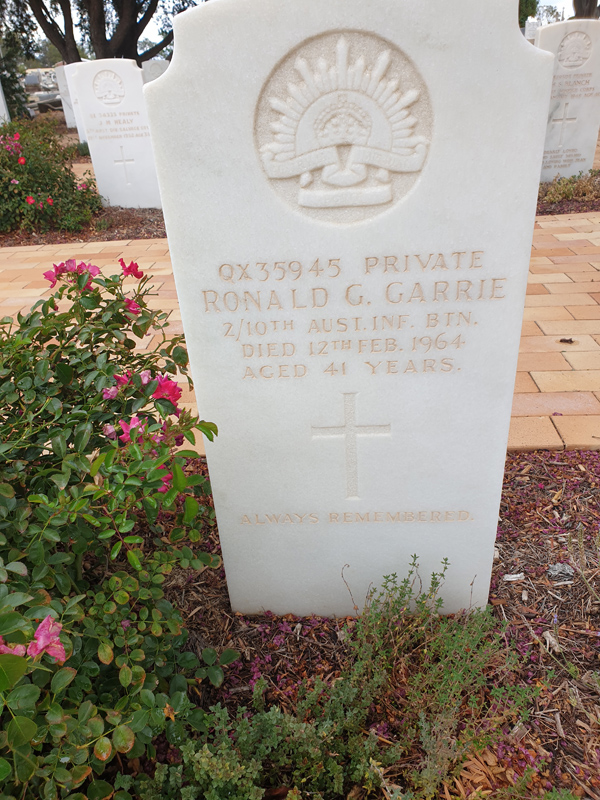 QX35945 PRIVATE
RONALD G. GARRIE
2/10TH AUST. INF. BTN.
DIED 12TH FEB. 1964
AGED 41 YEARS.
ALWAYS REMEMBERED.